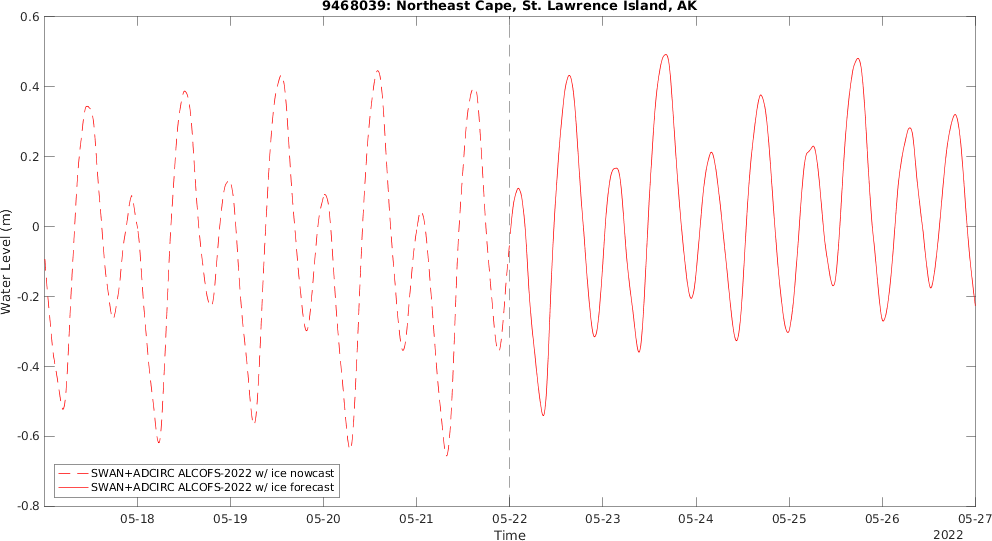 9468039: Northeast Cape, St. Lawrence Island, AK
0.6
0.4
0.2
0
-0.2
-0.4
-0.6
-0.8
Water Level (m)
SWAN+ADCIRC ALCOFS-2022 w/ ice nowcast
SWAN+ADCIRC ALCOFS-2022 w/ ice forecast
05-18 05-19 05-20 05-21 05-22 05-23 05-24 05-25 05-26 05-27
Time
2022